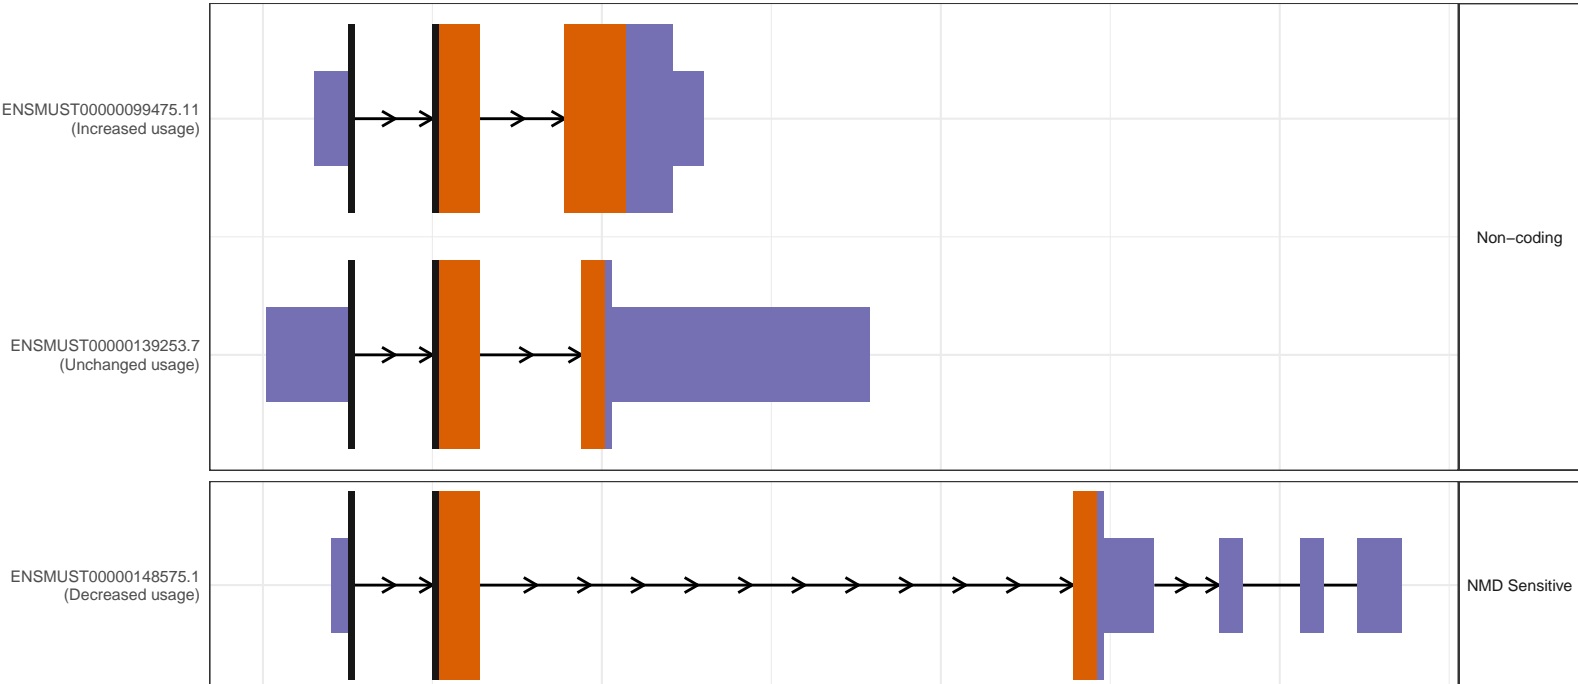 ENSMUST00000099475.11
(Increased usage)
Non−coding
ENSMUST00000139253.7
(Unchanged usage)
ENSMUST00000148575.1
(Decreased usage)
NMD Sensitive